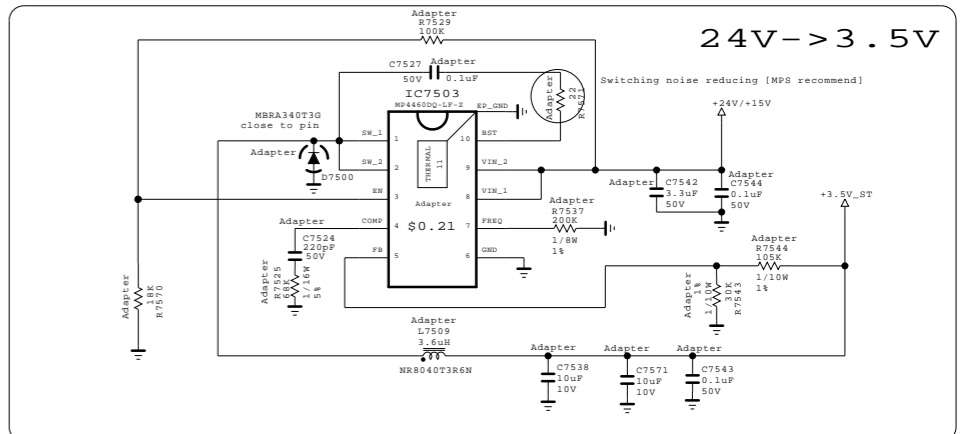 24V->3.5V
Adapter
R7529
100K
C7527
Adapter
50V
0.1uF
Adapter
22
R7571
Switching noise reducing [MPS recommend]
IC7503
MP4460DQ-LF-Z
EP_GND
+24V/+15V
MBRA340T3G
close to pin
Adapter
D7500
SW_1
1
10
BST
SW_2
2
9
VIN_2
EN
3
8
VIN_1
COMP
4
7
FREQ
FB
5
6
GND
THERMAL
11
Adapter
$0.21
Adapter
C7542
3.3uF
50V
Adapter
C7544
0.1uF
50V
+3.5V_ST
Adapter
R7537
200K
1/8W
1%
Adapter
C7524
220pF
50V
Adapter
R7525
68K
1/16W
5%
Adapter
R7544
105K
1/10W
1%
Adapter
1%
1/10W
30K
R7543
Adapter
18K
R7570
Adapter
L7509
3.6uH
NR8040T3R6N
Adapter
C7538
10uF
10V
Adapter
C7571
10uF
10V
Adapter
C7543
0.1uF
50V